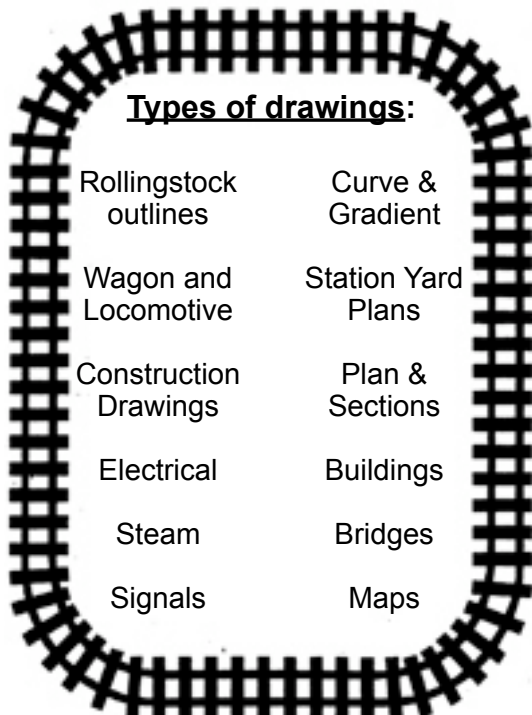 Types of drawings:
Rollingstock
outlines
Wagon and
Locomotive
Construction
Drawings
Electrical
Steam
Signals
Curve &
Gradient
Station Yard
Plans
Plan &
Sections
Buildings
Bridges
Maps